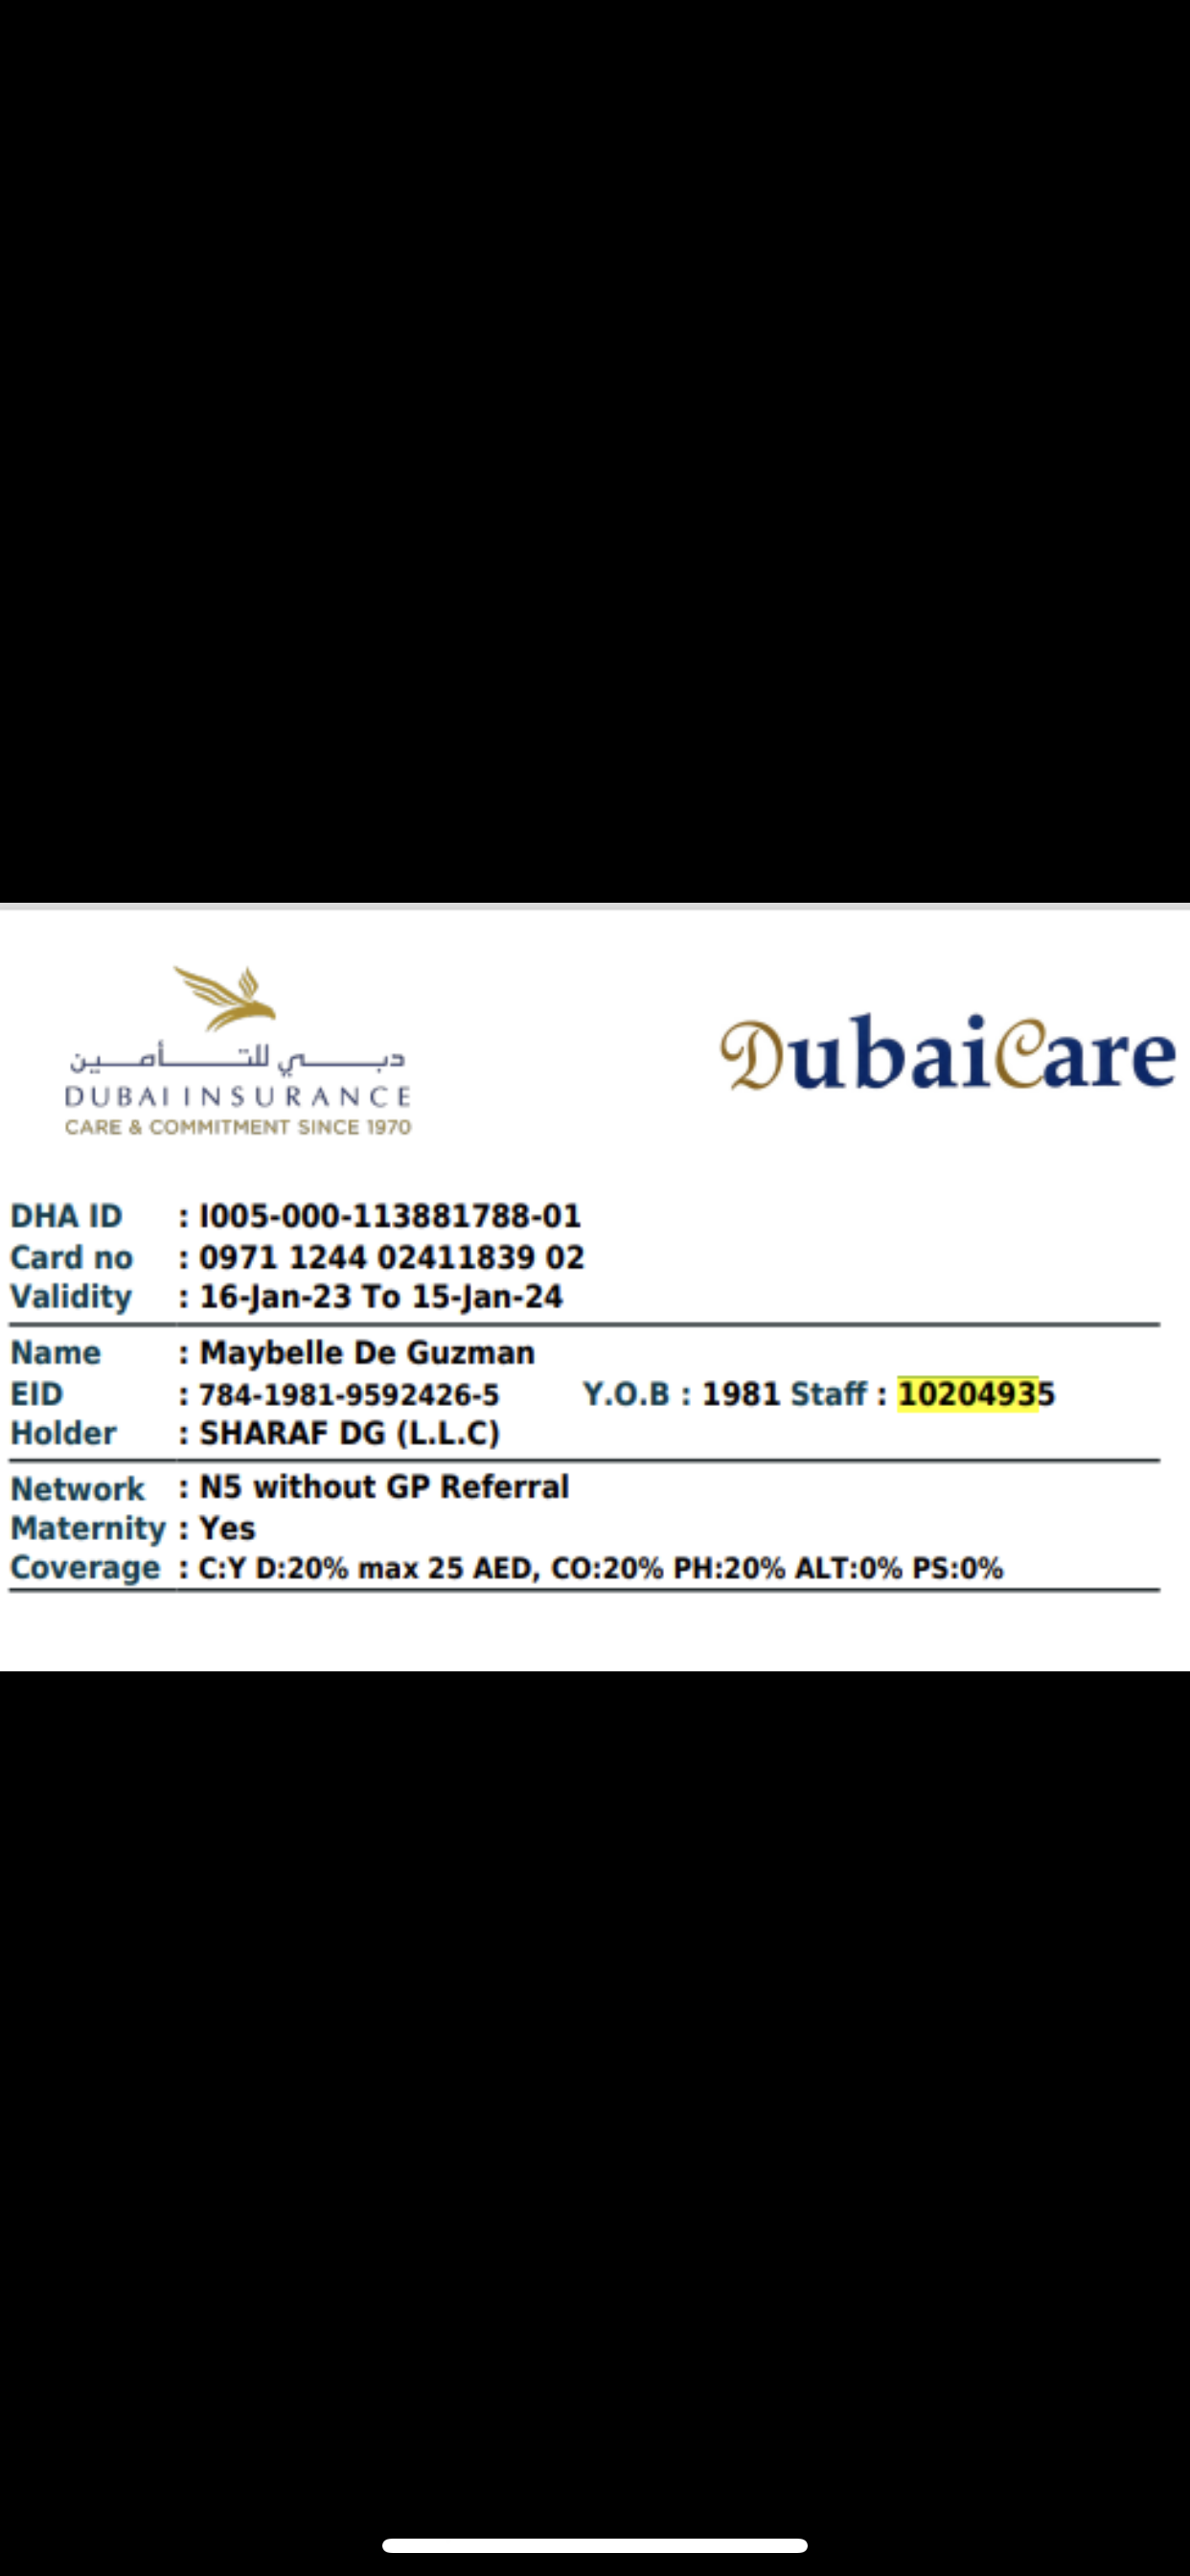 دبي للتأمين
DUBAI INSURANCE
CARE & COMMITMENT SINCE 1970
DubaiCare
DHA ID : I005-000-113881788-01
Card no : 0971 1244 02411839 02
Validity : 16-Jan-23 To 15-Jan-24
Name : Maybelle De Guzman
EID : 784-1981-9592426-5 Y.O.B : 1981 Staff : 10204935
Holder : SHARAF DG (L.L.C)
Network : N5 without GP Referral
Maternity : Yes
Coverage : C:Y D:20% max 25 AED, CO:20% PH:20% ALT:0% PS:0%